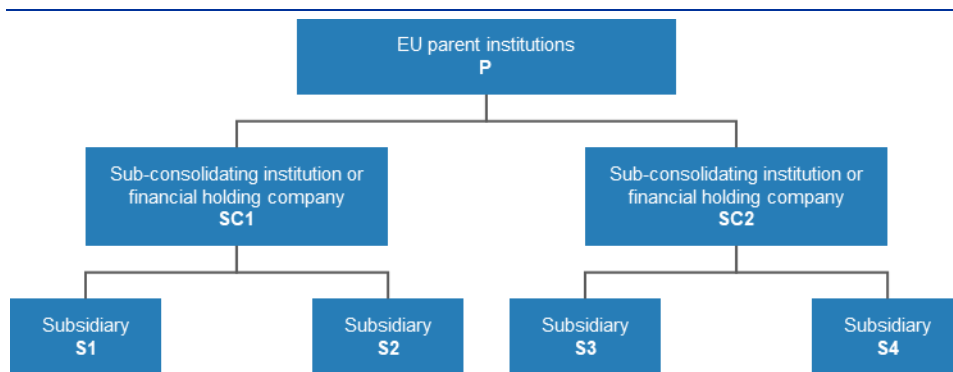 EU parent institutions
P
Sub-consolidating institution or
financial holding company
SC1
Sub-consolidating institution or
financial holding company
SC2
Subsidiary
S1
Subsidiary
S2
Subsidiary
S3
Subsidiary
S4